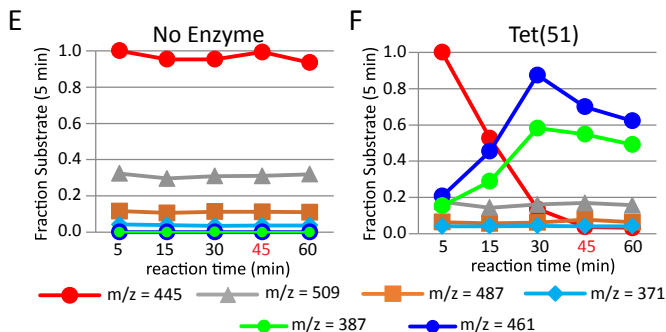 E
No Enzyme
Fraction Substrate (5 min)
1.0
0.8
0.6
0.4
0.2
0.0
5 15 30 45 60
reaction time (min)
F
Tet(51)
Fraction Substrate (5 min)
1.0
0.8
0.6
0.4
0.2
0.0
5 15 30 45 60
reaction time (min)
m/z = 445 m/z = 509 m/z = 487 m/z = 371
m/z = 387 m/z = 461